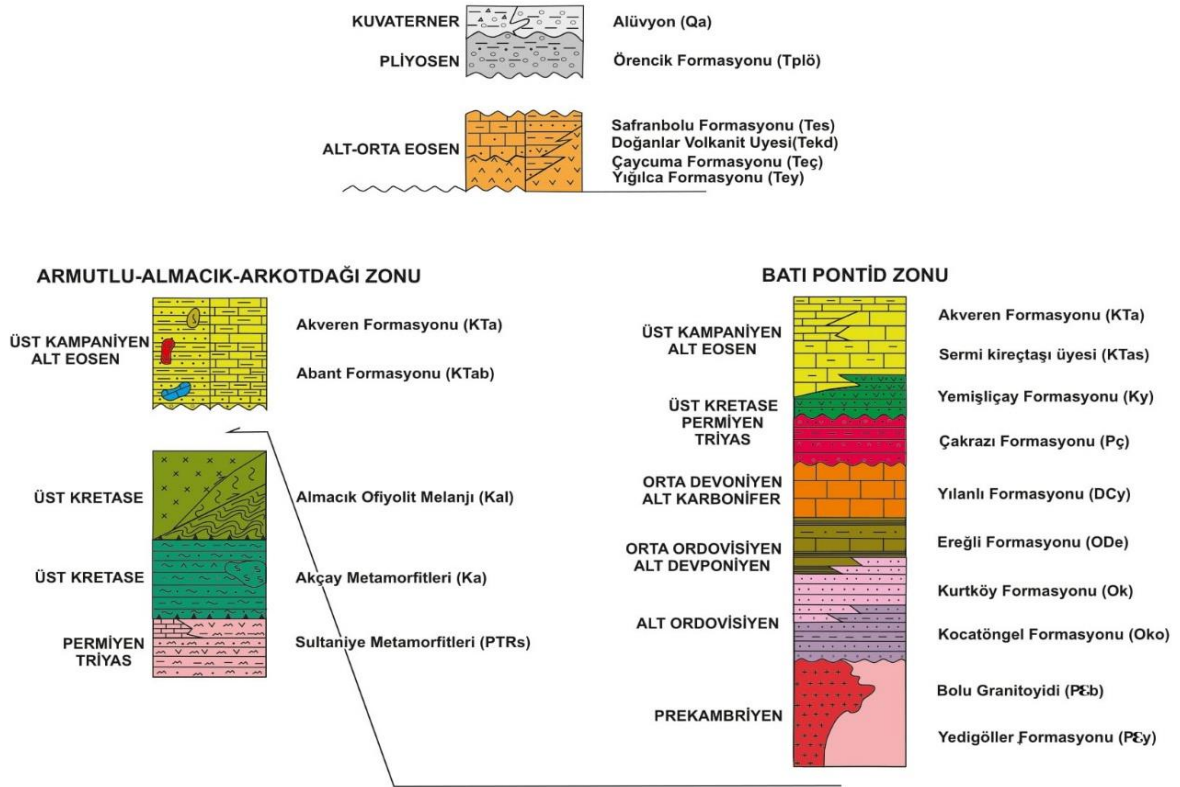 KUVATERNER
Alüvyon (Qa)
PLİYOSEN
Örencik Formasyonu (Tplö)
ALT-ORTA EOSEN
Safranbolu Formasyonu (Tes)
Doğanlar Volkanit Uyesi(Tekd)
Çaycuma Formasyonu (Teç)
Yığılca Formasyonu (Tey)
ARMUTLU-ALMACIK-ARKOTDAĞI ZONU
ÜST KAMPANİYEN
ALT EOSEN
Akveren Formasyonu (KTa)
Abant Formasyonu (KTab)
ÜST KRETASE
Almacık Ofiyolit Melanjı (Kal)
ÜST KRETASE
Akçay Metamorfitleri (Ka)
PERMİYEN
TRİYAS
Sultaniye Metamorfitleri (PTRs)
BATI PONTİD ZONU
ÜST KAMPANİYEN
ALT EOSEN
Akveren Formasyonu (KTa)
Sermi kireçtaşı üyesi (KTas)
ÜST KRETASE
PERMİYEN
TRİYAS
Yemişliçay Formasyonu (Ky)
Çakrazı Formasyonu (Pç)
ORTA DEVONİYEN
ALT KARBONİFER
Yılanlı Formasyonu (DCy)
ORTA ORDOVİSİYEN
ALT DEVPONİYEN
Ereğli Formasyonu (ODe)
Kurtköy Formasyonu (Ok)
ALT ORDOVİSİYEN
Kocatöngel Formasyonu (Oko)
PREKAMBRİYEN
Bolu Granitoyidi (PƐb)
Yedigöller Formasyonu (PƐy)